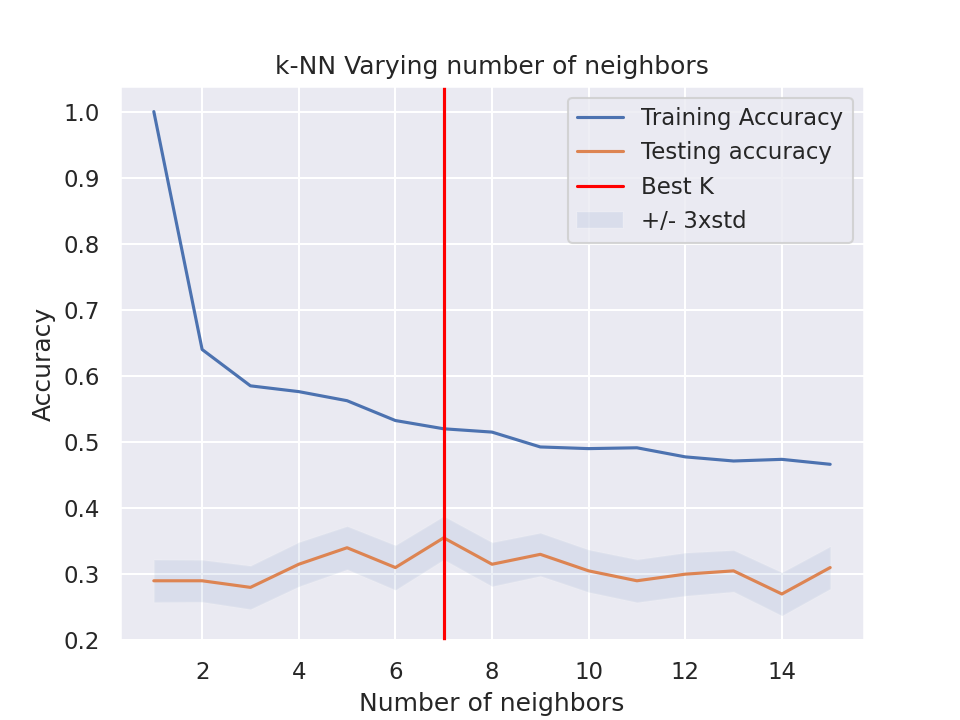 k-NN Varying number of neighbors
Training Accuracy
Testing accuracy
Best K
+/- 3xstd
Accuracy
1.0
0.9
0.8
0.7
0.6
0.5
0.4
0.3
0.2
2 4 6 8 10 12 14
Number of neighbors